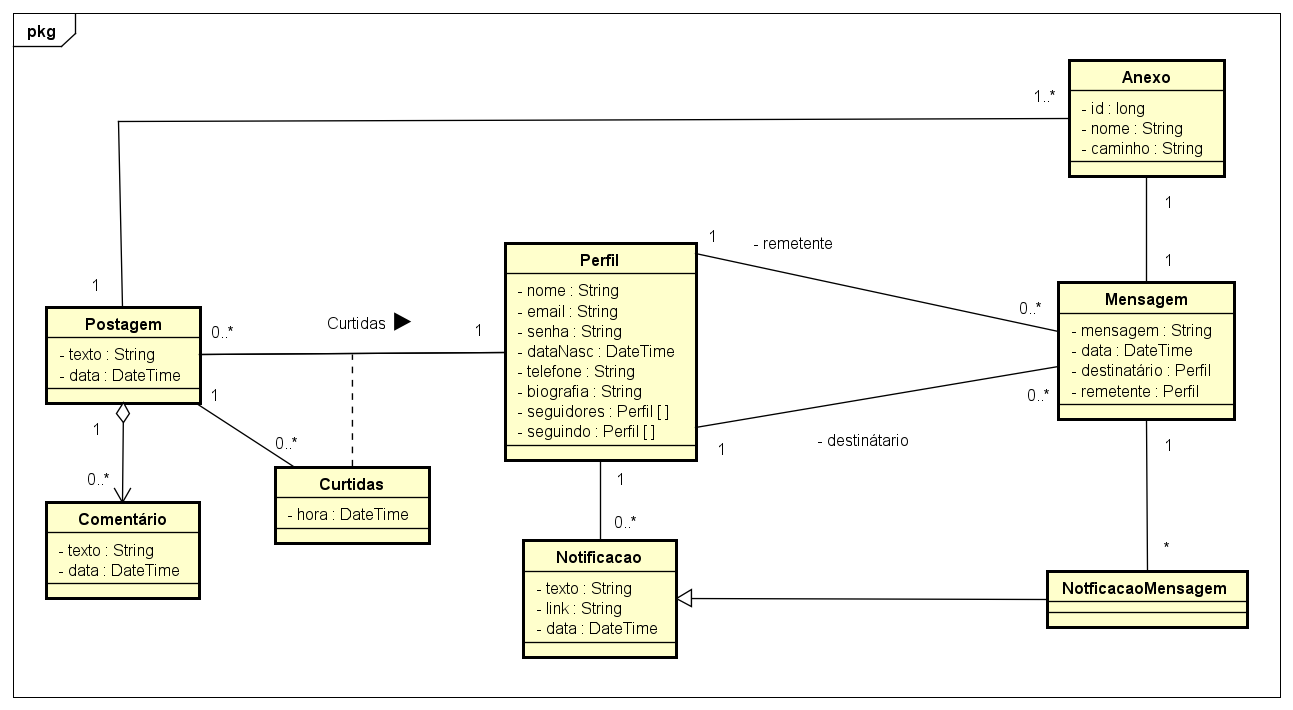 pkg
Anexo
- id : long
- nome : String
- caminho : String
1..*
1
1
1
Postagem
- texto : String
- data : DateTime
0..*
Curtidas
1
1
1
0..*
0..*
Comentário
- texto : String
- data : DateTime
Curtidas
- hora : DateTime
Perfil
- nome : String
- email : String
- senha : String
- dataNasc : DateTime
- telefone : String
- biografia : String
- seguidores : Perfil [ ]
- seguindo : Perfil [ ]
1
- remetente
0..*
1
- destinátario
0..*
Mensagem
- mensagem : String
- data : DateTime
- destinatário : Perfil
- remetente : Perfil
1
*
1
0..*
Notificacao
- texto : String
- link : String
- data : DateTime
NotficacaoMensagem